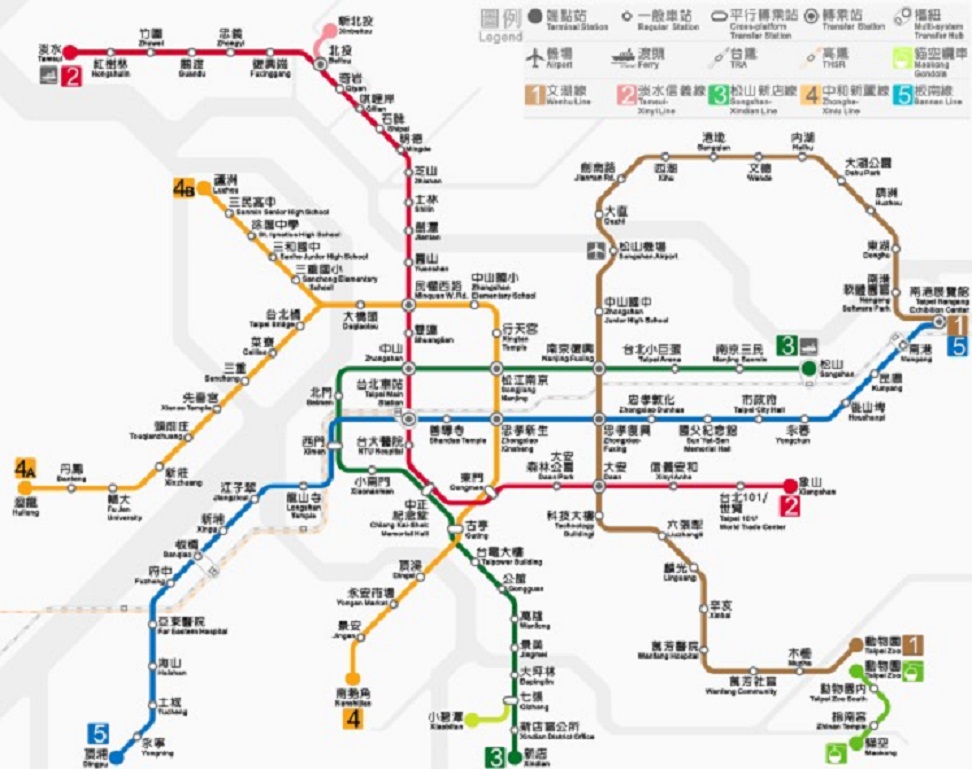 圖例
Legend
端點站
Terminal Station
一般車站
Regular Station
平行轉乘站
Cross-platform
Transfer Station
轉乘站
Transfer Station
樞紐
Multi-system
Transfer Hub
機場
Airport
渡船
Ferry
台鐵
TRA
高鐵
THSR
貓空纜車
Maokong
Gondola
1 文湖線
Wenhu Line
2 淡水信義線
Tamsui-
Xinyi Line
3 松山新店線
Songshan-
Xindian Line
4 中和新蘆線
Zhonghe-
Xinlu Line
5 板南線
Bannan Line
淡水
Tamsui
2
紅樹林
Hongshulin
竹圍
Zhuwei
關渡
Guandu
忠義
Zhongyi
復興崗
Fuxinggang
新北投
Xinbeitou
北投
Beitou
奇岩
Qiyan
唭哩岸
Qilian
石牌
Shipai
明德
Mingde
芝山
Zhishan
士林
Shilin
劍潭
Jiantan
圓山
Yuanshan
民權西路
Minquan W.Rd.
雙連
Shuanglian
中山
Zhongshan
台北車站
Taipei Main
Station
台大醫院
NTU Hospital
中正
紀念堂
Chiang Kai-Shek
Memorial Hall
東門
Dongmen
大安
森林公園
Daan Park
大安
Daan
信義安和
Xinyi Anhe
台北101/
世貿
Taipei 101/
World Trade Center
象山
Xiangshan
2
4B
蘆洲
Luzhou
三民高中
Sanmin Senior High School
徐匯中學
St. Ignatius High School
三和國中
Sanhe Junior High School
三重國小
Sanchong Elementary
School
大橋頭
Daqiaotou
中山國小
Zhongshan
Elementary School
行天宮
Xingtian
Temple
松江南京
Songjiang
Nanjing
忠孝新生
Zhongxiao
Xinsheng
台北橋
Taipei Bridge
菜寮
Cailiao
三重
Sanchong
先嗇宮
Xianse Temple
頭前庄
Touqianzhuang
新莊
Xinzhuang
輔大
Fu Jen
University
丹鳳
Danfeng
4A
迴龍
Huilong
古亭
Guting
頂溪
Dingxi
永安市場
Yongan Market
景安
Jingan
南勢角
Nanshijiao
4
3
松山
Songshan
南京三民
Nanjing Sanmin
台北小巨蛋
Taipei Arena
南京復興
Nanjing Fuxing
北門
Beimen
西門
Ximen
小南門
Xiaonanmen
台電大樓
Taipower Building
公館
Gongguan
萬隆
Wanlong
景美
Jingmei
大坪林
Dapinglin
七張
Qizhang
小碧潭
Xiaobitan
新店區公所
Xindian District Office
3
新店
Xindian
劍南路
Jiannan Rd.
西湖
Xihu
港墘
Gangqian
文德
Wende
內湖
Neihu
大湖公園
Dahu Park
葫洲
Huzhou
東湖
Donghu
南港
軟體園區
Nangang
Software Park
南港展覽館
Taipei Nangang
Exhibition Center
1
5
大直
Dazhi
松山機場
Songshan Airport
中山國中
Zhongshan
Junior High School
忠孝復興
Zhongxiao
Fuxing
科技大樓
Technology
Building
六張犁
Liuzhangli
麟光
Linguang
辛亥
Xinhai
萬芳醫院
Wanfang Hospital
萬芳社區
Wanfang Community
木柵
Muzha
動物園
Taipei Zoo
1
動物園
Taipei Zoo
動物園內
Taipei Zoo South
指南宮
Zhinan Temple
貓空
Maokong
南港
Nangang
昆陽
Kunyang
後山埤
Houshanpi
永春
Yongchun
市政府
Taipei City Hall
國父紀念館
Sun Yat-Sen
Memorial Hall
忠孝敦化
Zhongxiao Dunhua
善導寺
Shandao Temple
龍山寺
Longshan
Temple
江子翠
Jiangzicui
新埔
Xinpu
板橋
Banqiao
府中
Fuzhong
亞東醫院
Far Eastern Hospital
海山
Haishan
土城
Tucheng
永寧
Yongning
5
頂埔
Dingpu